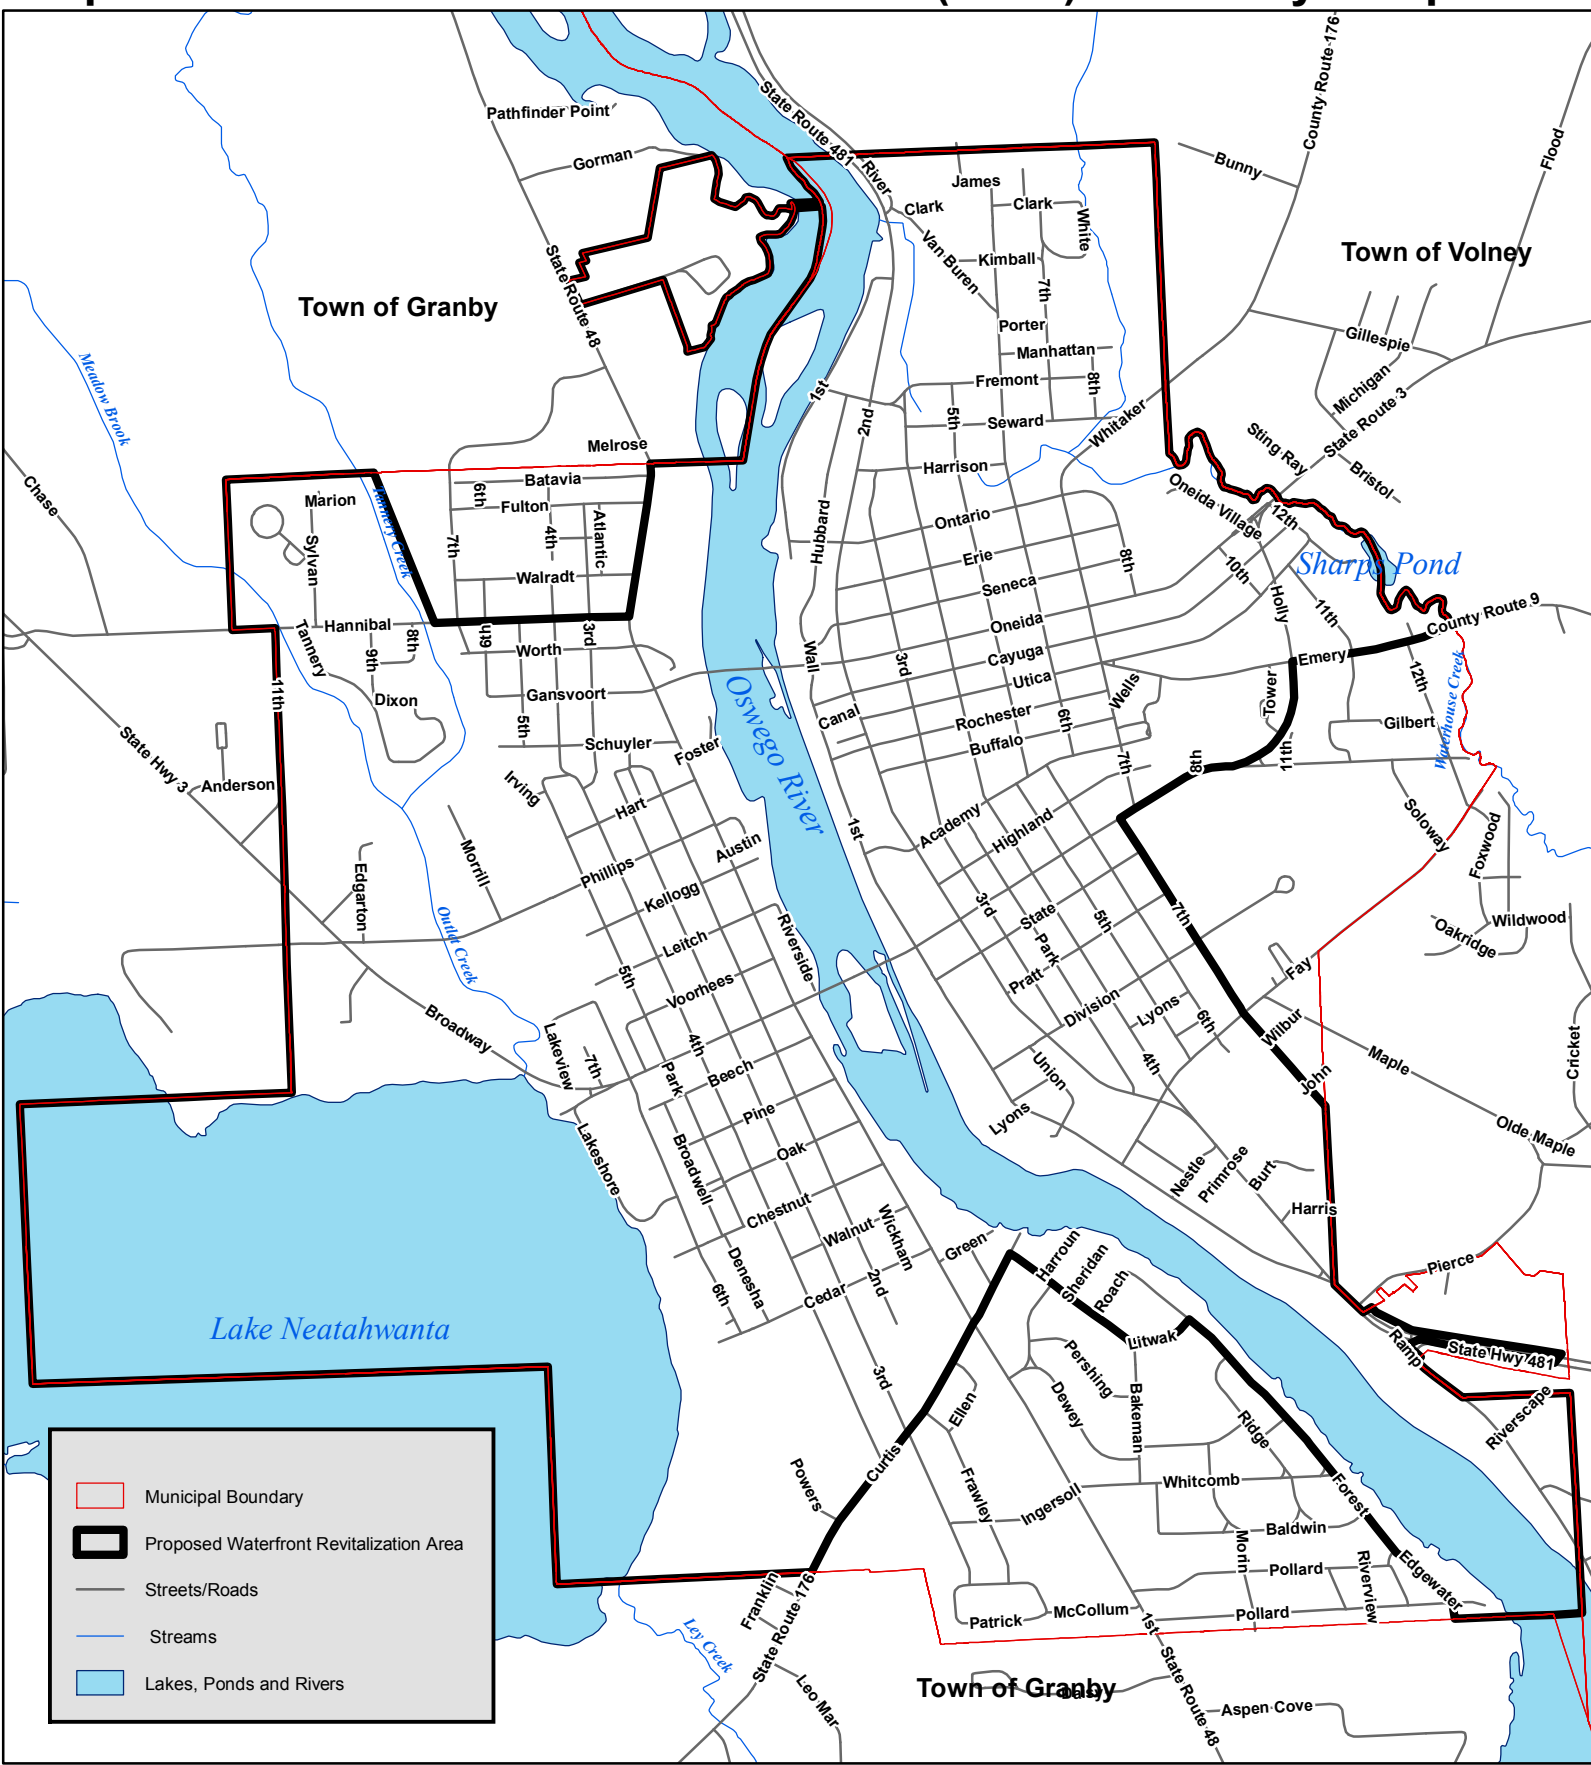 State Route 481
County Route 176
Pathfinder Point
Gorman
River
James
Clark
Clark
White
Van Buren
Kimball
7th
Bunny
Flood
Town of Volney
Town of Granby
State Route 48
Porter
Manhattan
Fremont
8th
5th
Seward
Whitaker
Gillespie
Michigan
State Route 3
Sting Ray
Bristol
Meadow Brook
1st
2nd
Melrose
Harrison
Oneida Village
12th
Chase
Marion
Sylvan
Tannery Creek
Batavia
6th
Fulton
4th
Atlantic
7th
Walradt
Hubbard
Ontario
Erie
Seneca
8th
Oneida
Cayuga
Utica
10th
Holly
11th
Sharps Pond
County Route 9
Emery
Hannibal
Tannery
9th
8th
Dixon
6th
3rd
Worth
Gansvoort
5th
Schuyler
Foster
Wall
3rd
Canal
Rochester
Buffalo
6th
Wells
7th
Tower
12th
Gilbert
Waterhouse Creek
8th
11th
11th
State Hwy 3
Anderson
Irving
Hart
Oswego River
1st
Academy
Highland
Soloway
Foxwood
Wildwood
Oakridge
Edgarton
Morrill
Phillips
Austin
Kellogg
Leitch
Riverside
Outlet Creek
5th
Voorhees
3rd
State
Park
5th
7th
Pratt
Division
Lyons
6th
Fay
Wilbur
Broadway
Lakeview
7th
4th
Park
Beech
Pine
Union
Lyons
4th
John
Maple
Cricket
Olde Maple
Lakeshore
Broadwell
Oak
Chestnut
Walnut
Wickham
Nestle
Primrose
Burt
Harris
Denesha
6th
Cedar
2nd
Green
Harroun
Sheridan
Roach
Pierce
Lake Neatahwanta
Litwak
Ramp
State Hwy 481
Pershing
Dewey
Bakeman
3rd
Ellen
Ridge
Riverscape
Powers
Curtis
Frawley
Ingersoll
Whitcomb
Forest
Baldwin
Morin
Pollard
Riverview
Edgewater
Municipal Boundary
Proposed Waterfront Revitalization Area
Streets/Roads
Streams
Lakes, Ponds and Rivers
Franklin
State Route 176
Patrick
McCollum
Pollard
Ley Creek
Leo Mar
Town of Granby
Daisy
1st
State Route 48
Aspen Cove